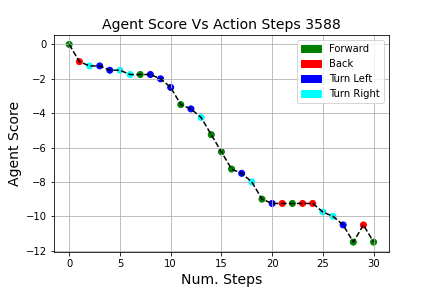 Agent Score Vs Action Steps 3588
Agent Score
0
−2
−4
−6
−8
−10
−12
Forward
Back
Turn Left
Turn Right
0 5 10 15 20 25 30
Num. Steps